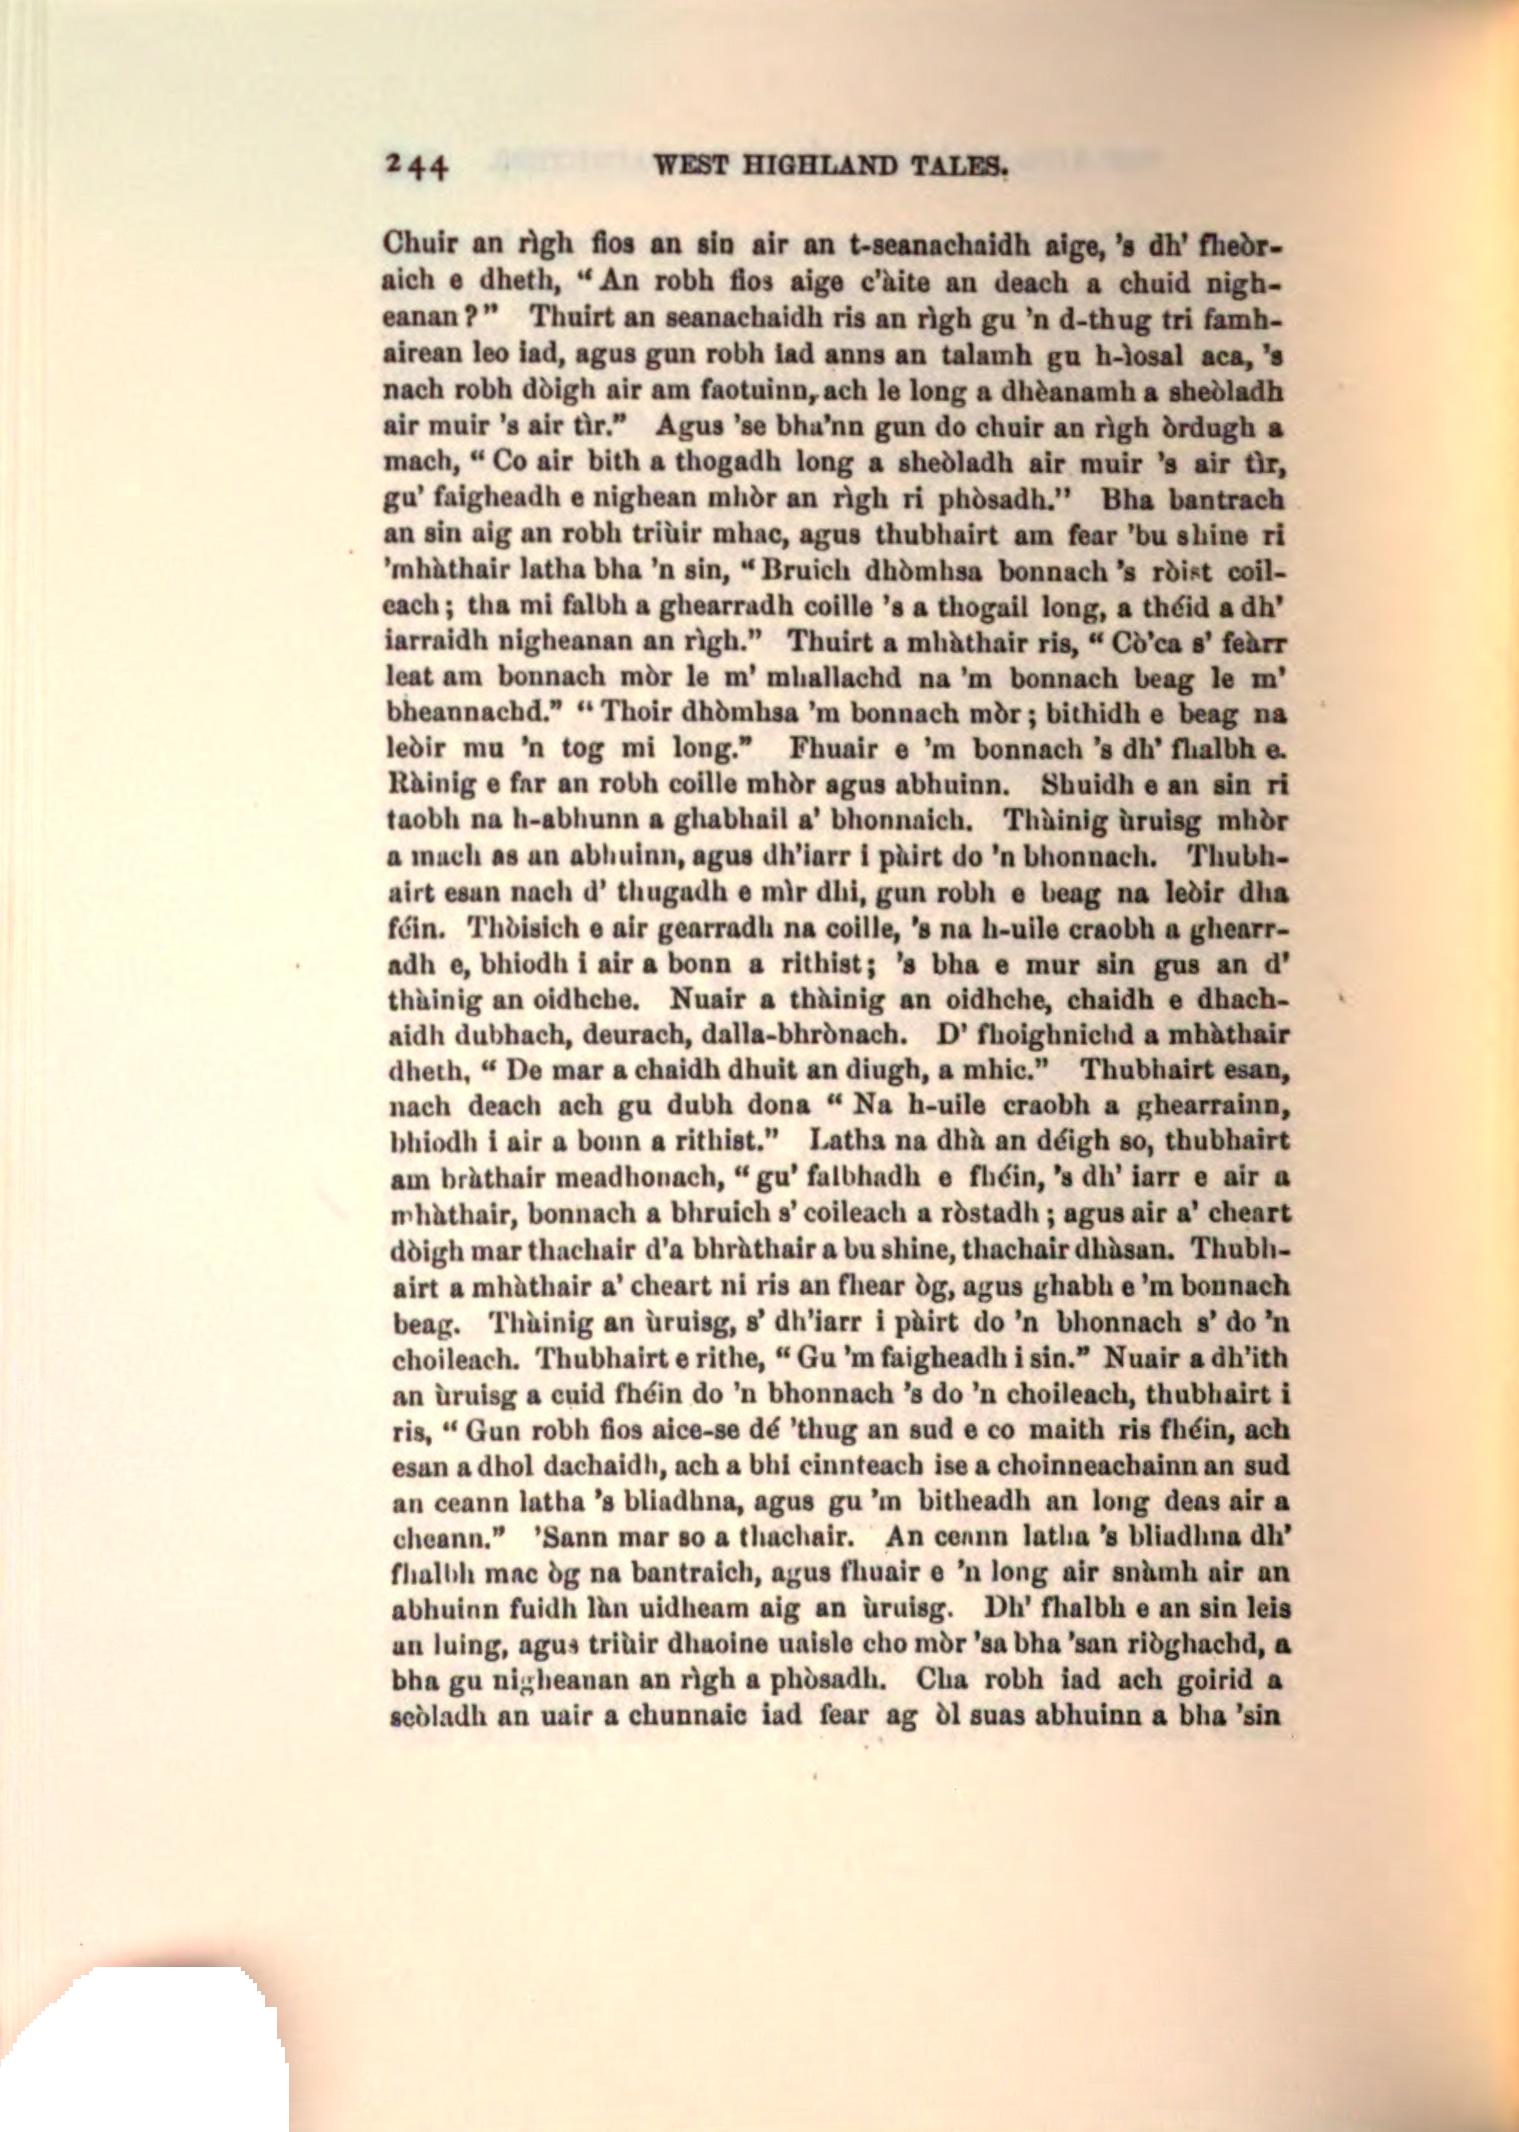 244 WEST HIGHLAND TALES.
Chuir an rìgh fios an sin air an t-seanachaidh aige, 's dh' fheòr-
aich e dheth, “ An robh fios aige c'àite an deach a chuid nigh-
eanan ?” Thuirt an seanachaidh ris an rìgh gu 'n d-thug tri famh-
airean leo iad, agus gun robh iad anns an talamh gu h-ìosal aca, 's
nach robh dòigh air am faotuinn, ach le long a dhèanamh a sheòladh
air muir 's air tìr.” Agus 'se bha'nn gun do chuir an rìgh òrdugh a
mach, “ Co air bith a thogadh long a sheòladh air muir 's air tìr,
gu' faigheadh e nighean mhòr an rìgh ri phòsadh.” Bha bantrach
an sin aig an robh triùir mhac, agus thubhairt am fear 'bu shine ri
'mhàthair latha bha 'n sin, “ Bruich dhòmhsa bonnach 's ròist coil-
each ; tha mi falbh a ghearradh coille 's a thogail long, a théid a dh'
iarraidh nigheanan an rìgh.” Thuirt a mhàthair ris, “ Cò'ca s' feàrr
leat am bonnach mòr le m' mhallachd na 'm bonnach beag le m'
bheannachd.” “ Thoir dhòmhsa 'm bonnach mòr ; bithidh e beag na
leòir mu 'n tog mi long.” Fhuair e 'm bonnach 's dh' fhalbh e.
Ràinig e far an robh coille mhòr agus abhuinn. Shuidh e an sin ri
taobh na h-abhunn a ghabhail a' bhonnaich. Thàinig ùruisg mhòr
a mach as an abhuinn, agus dh'iarr i pàirt do 'n bhonnach. Thubh-
airt esan nach d' thugadh e mìr dhi, gun robh e beag na leòir dha
féin. Thòisich e air gearradh na coille, 's na h-uile craobh a ghearr-
adh e, bhiodh i air a bonn a rithist; 's bha e mur sin gus an d'
thàinig an oidhche. Nuair a thàinig an oidhche, chaidh e dhach-
aidh dubhach, deurach, dalla-bhrònach. D' fhoighnichd a mhàthair
dheth, “ De mar a chaidh dhuit an diugh, a mhic.” Thubhairt esan,
nach deach ach gu dubh dona “ Na h-uile craobh a ghearrainn,
bhiodh i air a bonn a rithist.” Latha na dhà an déigh so, thubhairt
am bràthair meadhonach, “ gu' falbhadh e fhéin, 's dh' iarr e air a
mhàthair, bonnach a bhruich s' coileach a ròstadh ; agus air a' cheart
dòigh mar thachair d'a bhràthair a bu shine, thachair dhàsan. Thubh-
airt a mhàthair a' cheart ni ris an fhear òg, agus ghabh e 'm bonnach
beag. Thàinig an ùruisg, s' dh'iarr i pàirt do 'n bhonnach s' do 'n
choileach. Thubhairt e rithe, “ Gu 'm faigheadh i sin.” Nuair a dh'ith
an ùruisg a cuid fhéin do 'n bhonnach 's do 'n choileach, thubhairt i
ris, “ Gun robh fios aice-se dé 'thug an sud e co maith ris fhéin, ach
esan a dhol dachaidh, ach a bhi cinnteach ise a choinneachainn an sud
an ceann latha 's bliadhna, agus gu 'm bitheadh an long deas air a
cheann.” 'Sann mar so a thachair. An ceann latha 's bliadhna dh'
fhalbh mac òg na bantraich, agus fhuair e 'n long air snàmh air an
abhuinn fuidh làn uidheam aig an ùruisg. Dh' fhalbh e an sin leis
an luing, agus triùir dhaoine uaisle cho mòr 'sa bha 'san rìoghachd, a
bha gu nigheanan an rìgh a phòsadh. Cha robh iad ach goirid a
seòladh an uair a chunnaic iad fear ag òl suas abhuinn a bha 'sin